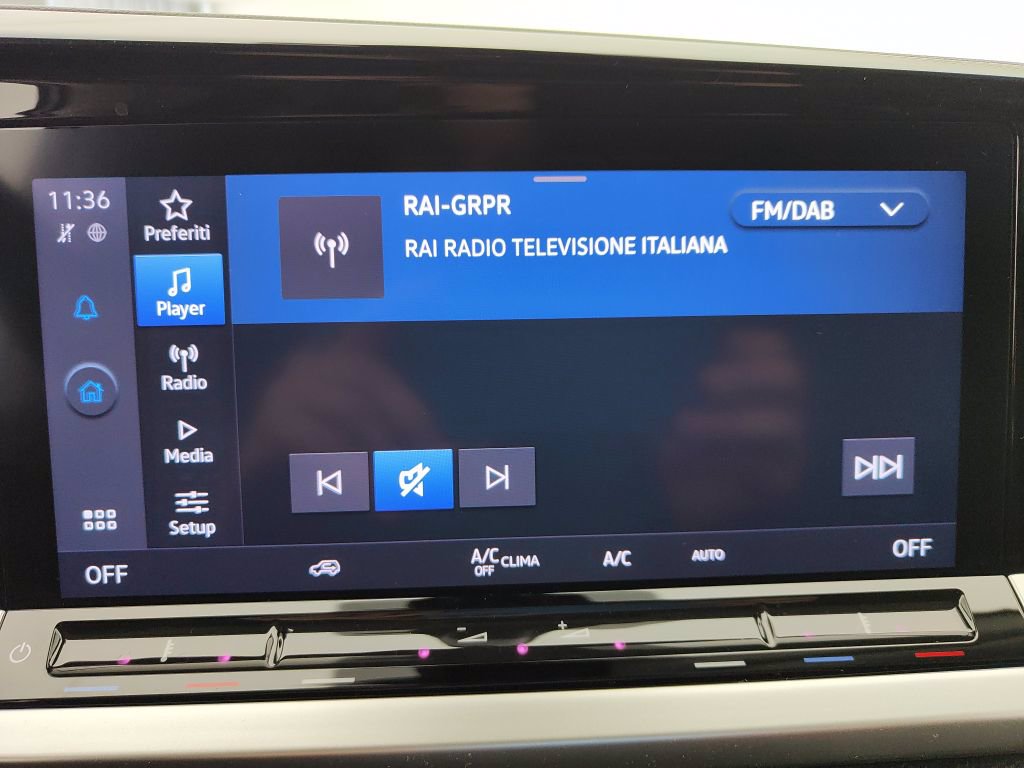 11:36
Preferiti
Player
Radio
Media
Setup
RAI-GRPR
FM/DAB
RAI RADIO TELEVISIONE ITALIANA
OFF
A/C CLIMA
OFF
A/C
AUTO
OFF